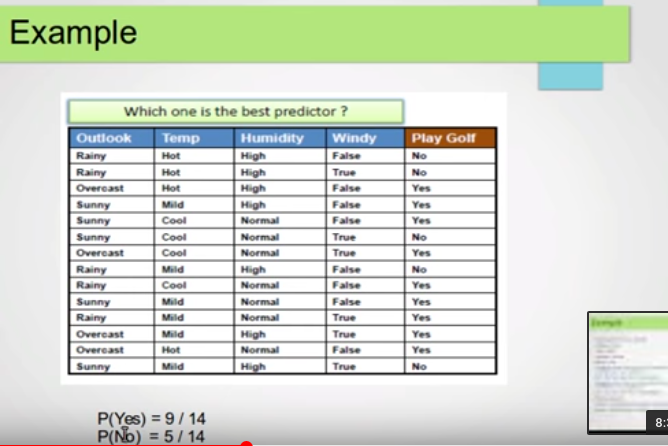 Example
Which one is the best predictor ?
Outlook Temp Humidity Windy Play Golf
Rainy Hot High False No
Rainy Hot High True No
Overcast Hot High False Yes
Sunny Mild High False Yes
Sunny Cool Normal False Yes
Sunny Cool Normal True No
Overcast Cool Normal True Yes
Rainy Mild High False No
Rainy Cool Normal False Yes
Sunny Mild Normal False Yes
Rainy Mild Normal True Yes
Overcast Mild High True Yes
Overcast Hot Normal False Yes
Sunny Mild High True No
P(Yes) = 9 / 14
P(No) = 5 / 14